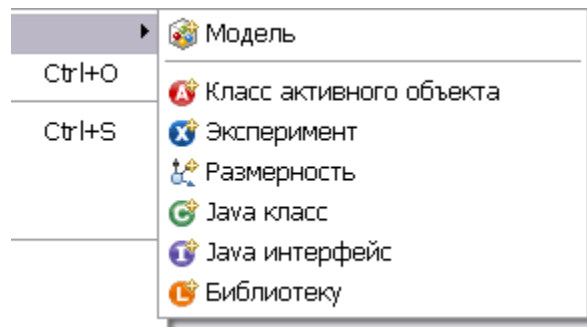 Модель
Ctrl+O
Класс активного объекта
Ctrl+S
Эксперимент
Размерность
Java класс
Java интерфейс
Библиотеку